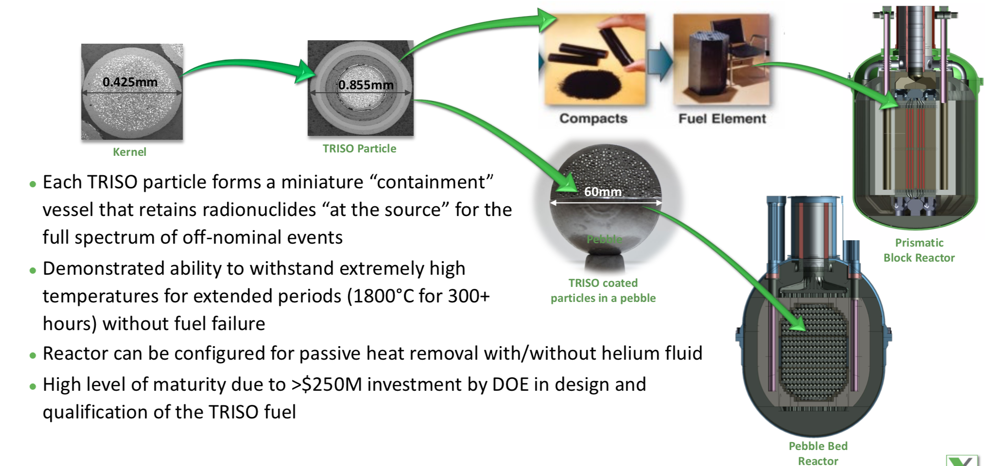 0.425mm
Kernel
0.855mm
TRISO Particle
Compacts
Fuel Element
60mm
Pebble
TRISO coated
particles in a pebble
Prismatic
Block Reactor
Pebble Bed
Reactor
• Each TRISO particle forms a miniature “containment”
vessel that retains radionuclides “at the source” for the
full spectrum of off-nominal events
• Demonstrated ability to withstand extremely high
temperatures for extended periods (1800°C for 300+
hours) without fuel failure
• Reactor can be configured for passive heat removal with/without helium fluid
• High level of maturity due to >$250M investment by DOE in design and
qualification of the TRISO fuel